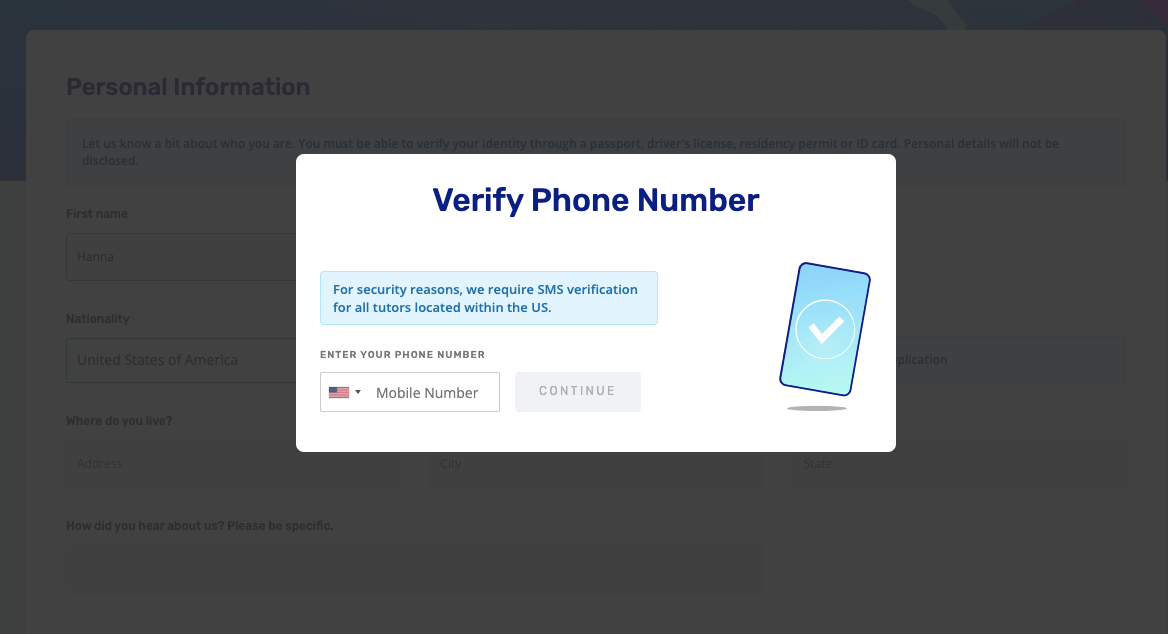 Personal Information
Let us know a bit about who you are. You must be able to verify your identity through a passport, driver's license, residency permit or ID card. Personal details will not be
disclosed.
First name
Hanna
Nationality
United States of America
plication
Where do you live?
Address
City
State
How did you hear about us? Please be specific.
Verify Phone Number
For security reasons, we require SMS verification
for all tutors located within the US.
ENTER YOUR PHONE NUMBER
Mobile Number
CONTINUE